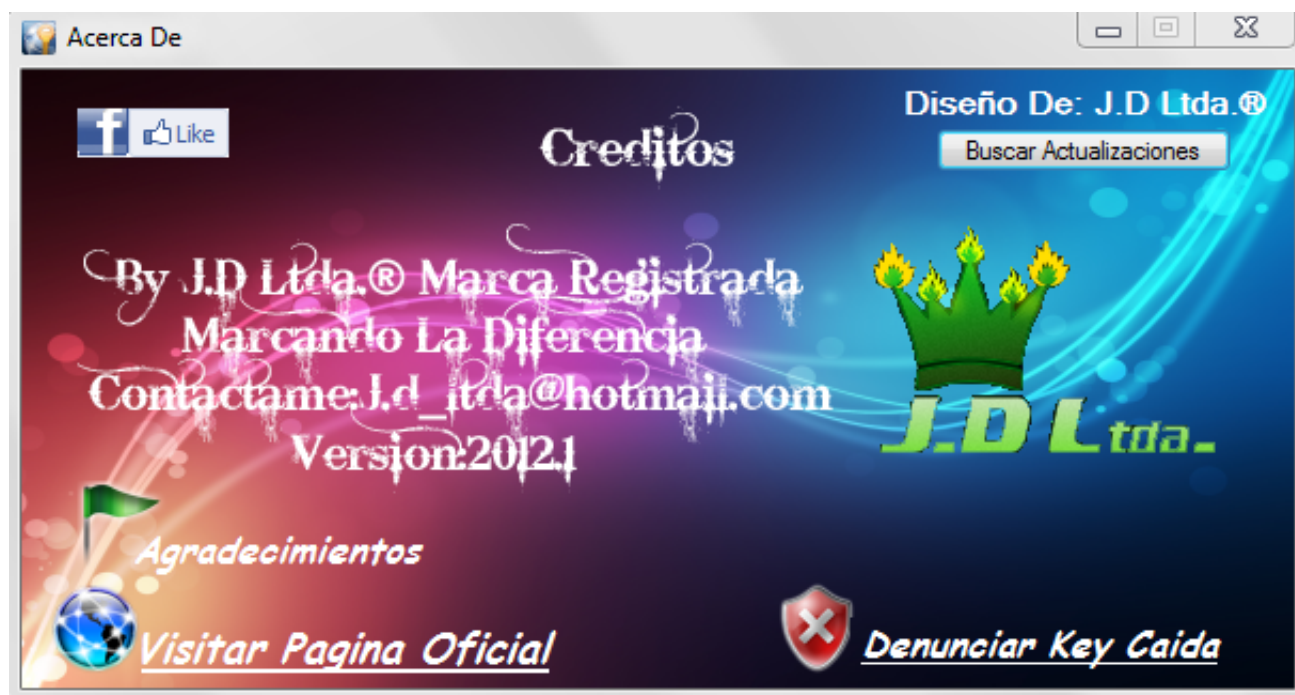 Acerca De
Like
Diseño De: J.D Ltda.®
Buscar Actualizaciones
Creditos
By J.D Ltda.® Marca Registrada
Marcando La Diferencia
Contactame:J.d_ltda@hotmail.com
Version:2012.1
J.D Ltda.
Agradecimientos
Visitar Pagina Oficial
Denunciar Key Caida